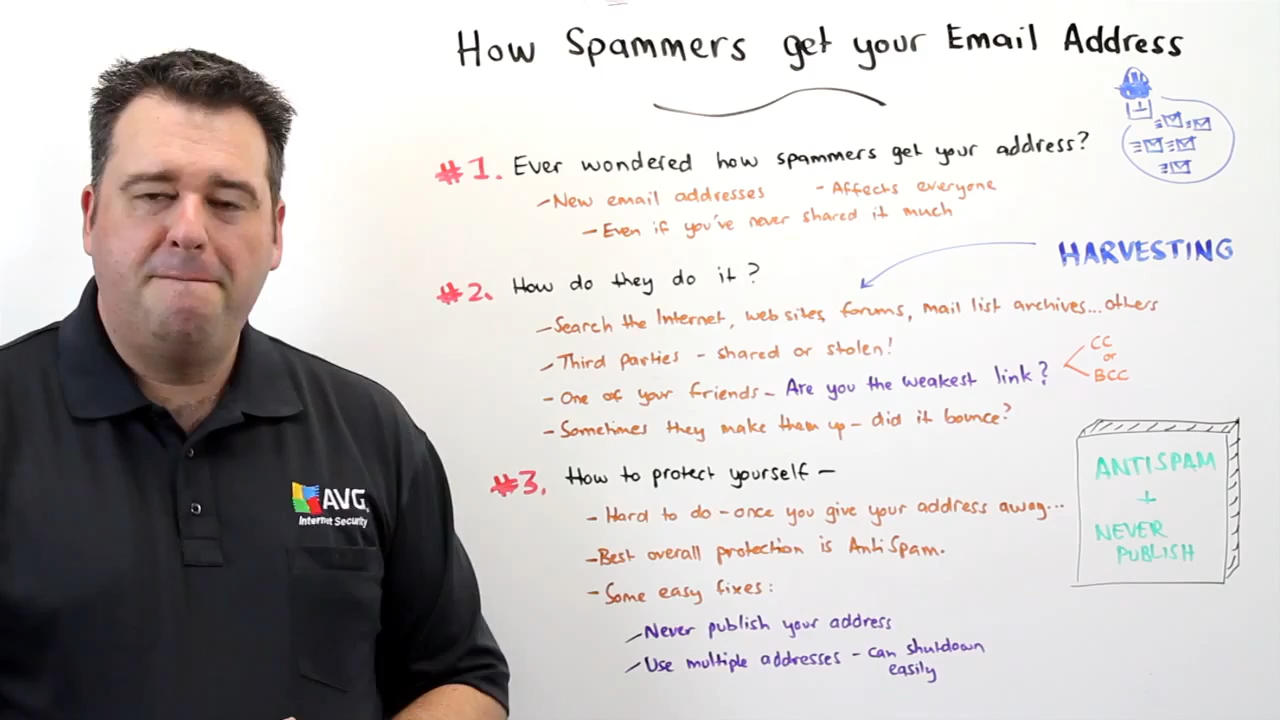 How Spammers get your Email Address
#1. Ever wondered how spammers get your address?
- New email addresses - Affects everyone
- Even if you've never shared it much
HARVESTING
#2. How do they do it?
- Search the Internet, web sites, forums, mail list archives... others
- Third parties - shared or stolen!
- One of your friends - Are you the weakest link?
CC
or
BCC
- Sometimes they make them up - did it bounce?
#3. How to protect yourself -
- Hard to do - once you give your address away...
- Best overall protection is AntiSpam.
- Some easy fixes:
- Never publish your address
- Use multiple addresses - can shutdown
easily
ANTISPAM
+
NEVER
PUBLISH
AVG
Internet Security